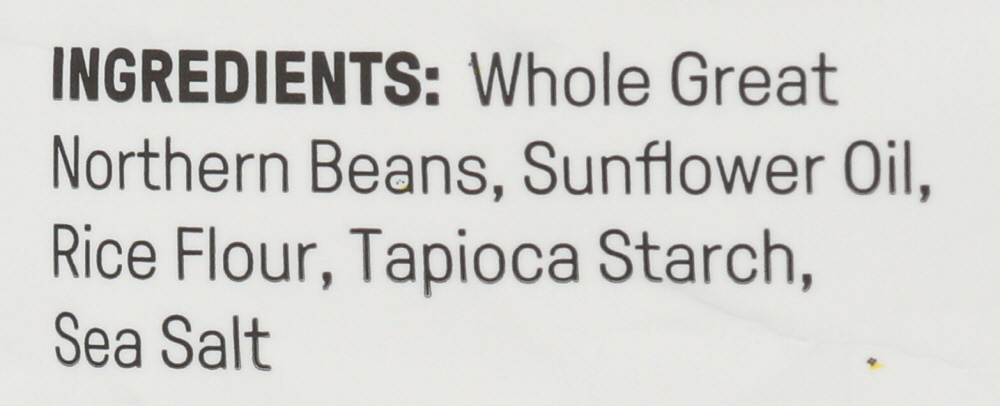 INGREDIENTS: Whole Great
Northern Beans, Sunflower Oil,
Rice Flour, Tapioca Starch,
Sea Salt